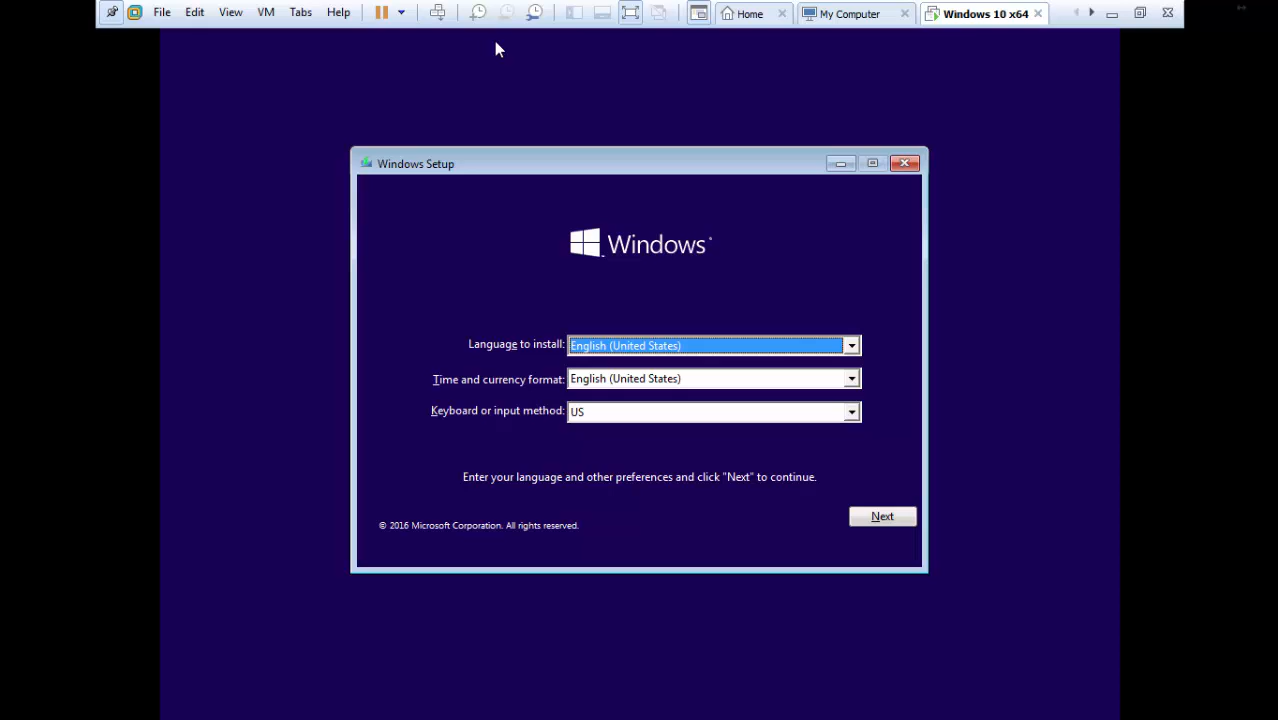 File Edit View VM Tabs Help Home My Computer Windows 10 x64
Windows Setup
Windows
Language to install: English (United States)
Time and currency format: English (United States)
Keyboard or input method: US
Enter your language and other preferences and click "Next" to continue.
Next
© 2016 Microsoft Corporation. All rights reserved.